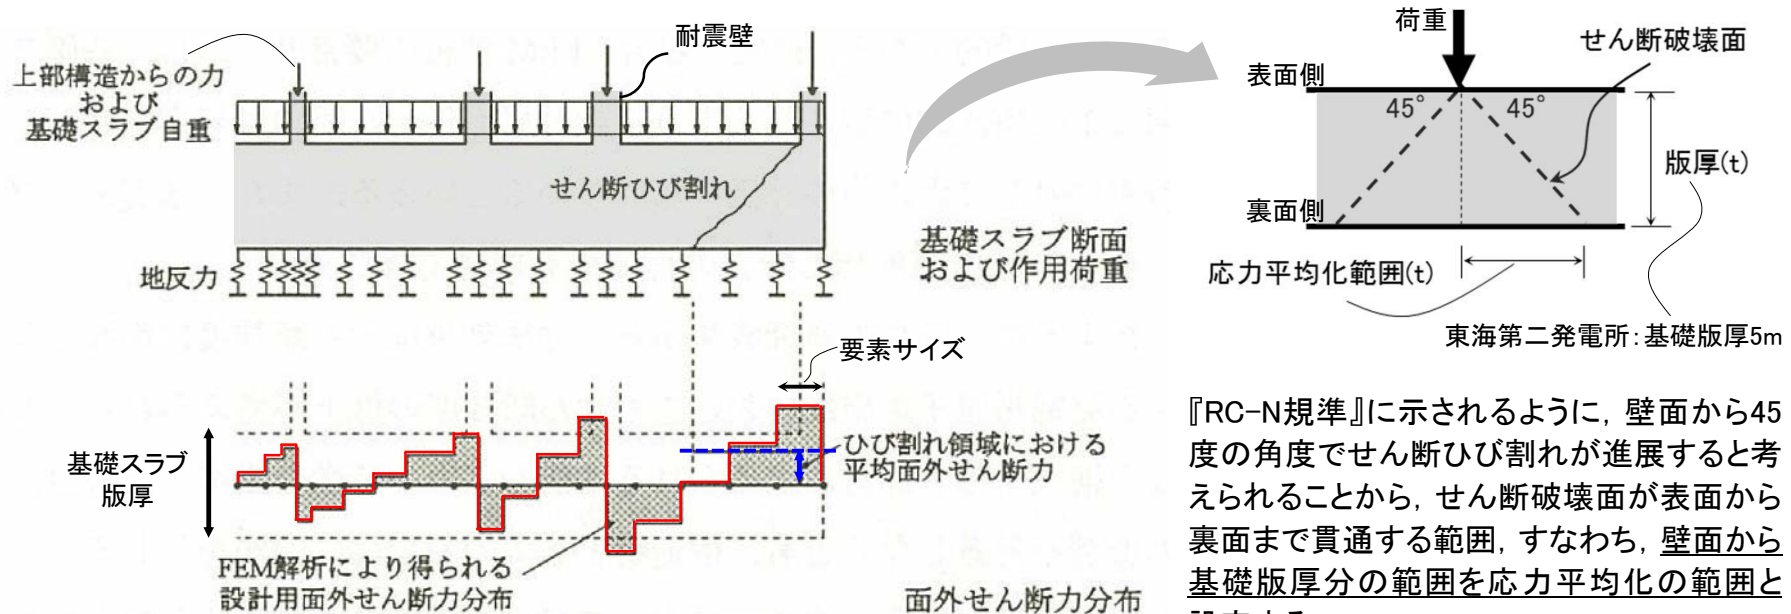 耐震壁
上部構造からの力
および
基礎スラブ自重
せん断ひび割れ
地反力
基礎スラブ断面
および作用荷重
要素サイズ
基礎スラブ
版厚
ひび割れ領域における
平均面外せん断力
FEM解析により得られる
設計用面外せん断力分布
面外せん断力分布
荷重
せん断破壊面
表面側
45°
45°
版厚(t)
裏面側
応力平均化範囲(t)
東海第二発電所：基礎版厚5m
『RC-N規準』に示されるように，壁面から45
度の角度でせん断ひび割れが進展すると考
えられることから，せん断破壊面が表面から
裏面まで貫通する範囲，すなわち，壁面から
基礎版厚分の範囲を応力平均化の範囲と